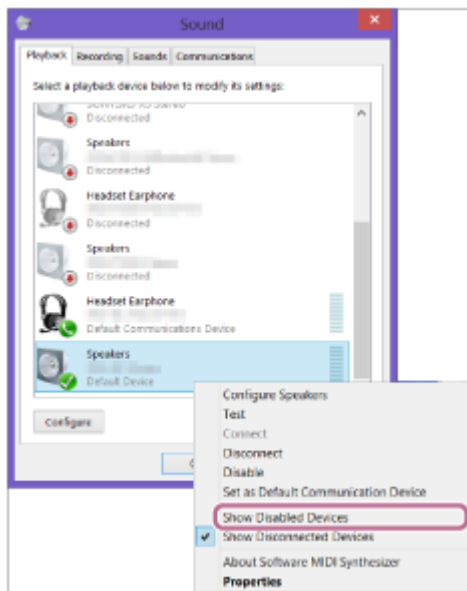 Sound
Playback Recording Sounds Communications
Select a playback device below to modify its settings:
Disconnected
Speakers
Disconnected
Headset Earphone
Disconnected
Speakers
Disconnected
Headset Earphone
Default Communications Device
Speakers
Default Device
Configure
Configure Speakers
Test
Connect
Disconnect
Disable
Set as Default Communication Device
Show Disabled Devices
Show Disconnected Devices
About Software MIDI Synthesizer
Properties